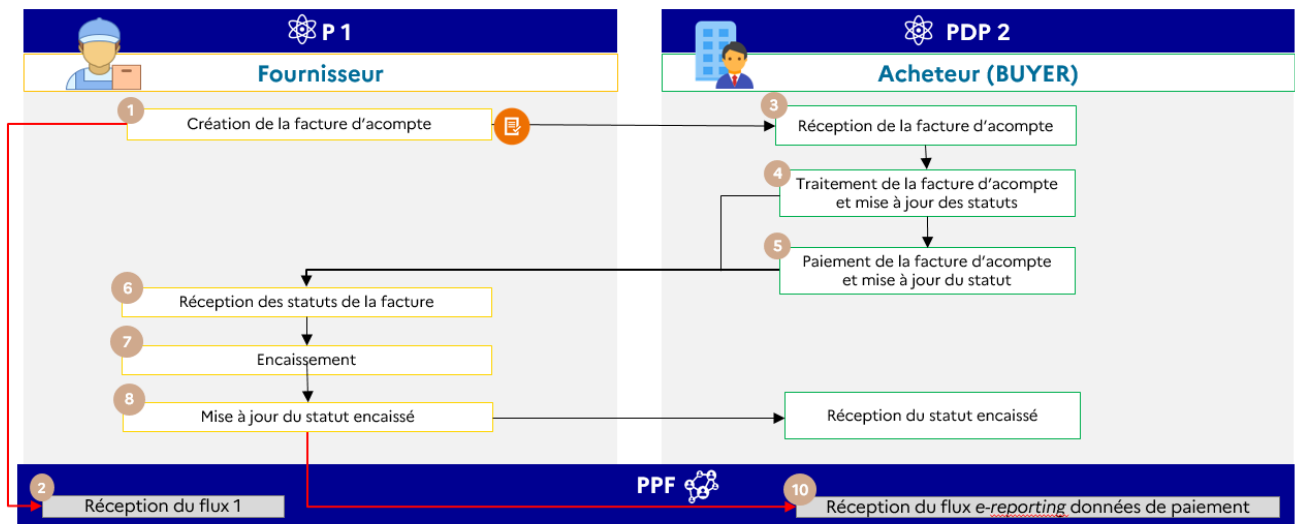 P 1
PDP 2
Fournisseur
Acheteur (BUYER)
1
Création de la facture d'acompte
3
Réception de la facture d'acompte
4
Traitement de la facture d'acompte
et mise à jour des statuts
5
Paiement de la facture d'acompte
et mise à jour du statut
6
Réception des statuts de la facture
7
Encaissement
8
Mise à jour du statut encaissé
Réception du statut encaissé
PPF
2
Réception du flux 1
10
Réception du flux e-reporting données de paiement